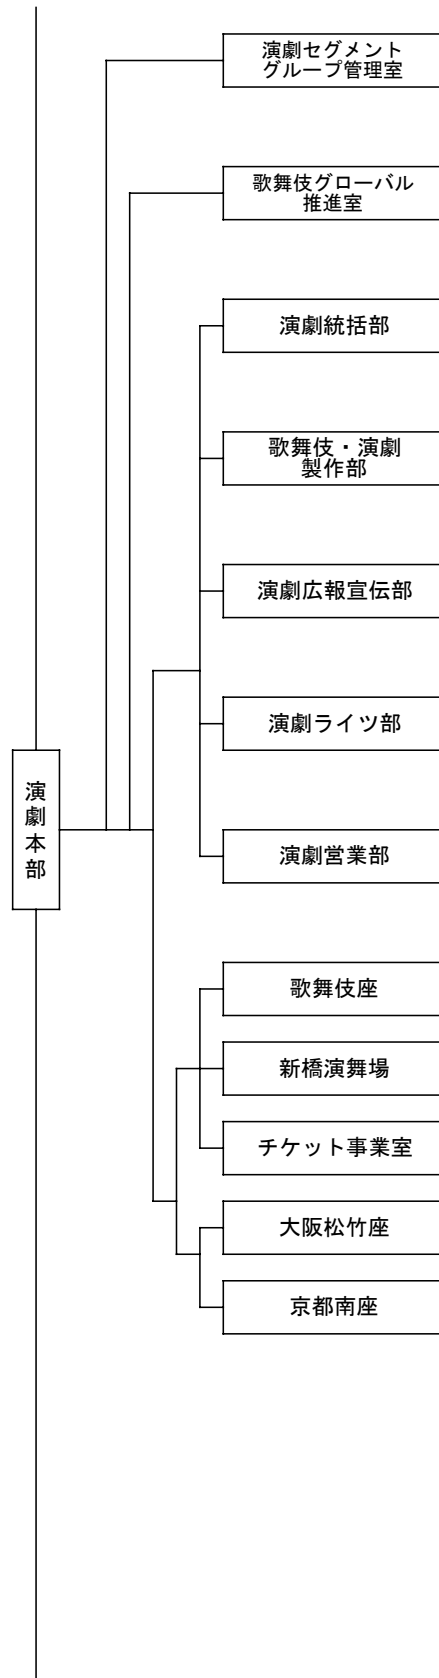 演劇セグメント
グループ管理室
歌舞伎グローバル
推進室
演劇統括部
歌舞伎・演劇
製作部
演劇広報宣伝部
演劇ライツ部
演劇本部
演劇営業部
歌舞伎座
新橋演舞場
チケット事業室
大阪松竹座
京都南座